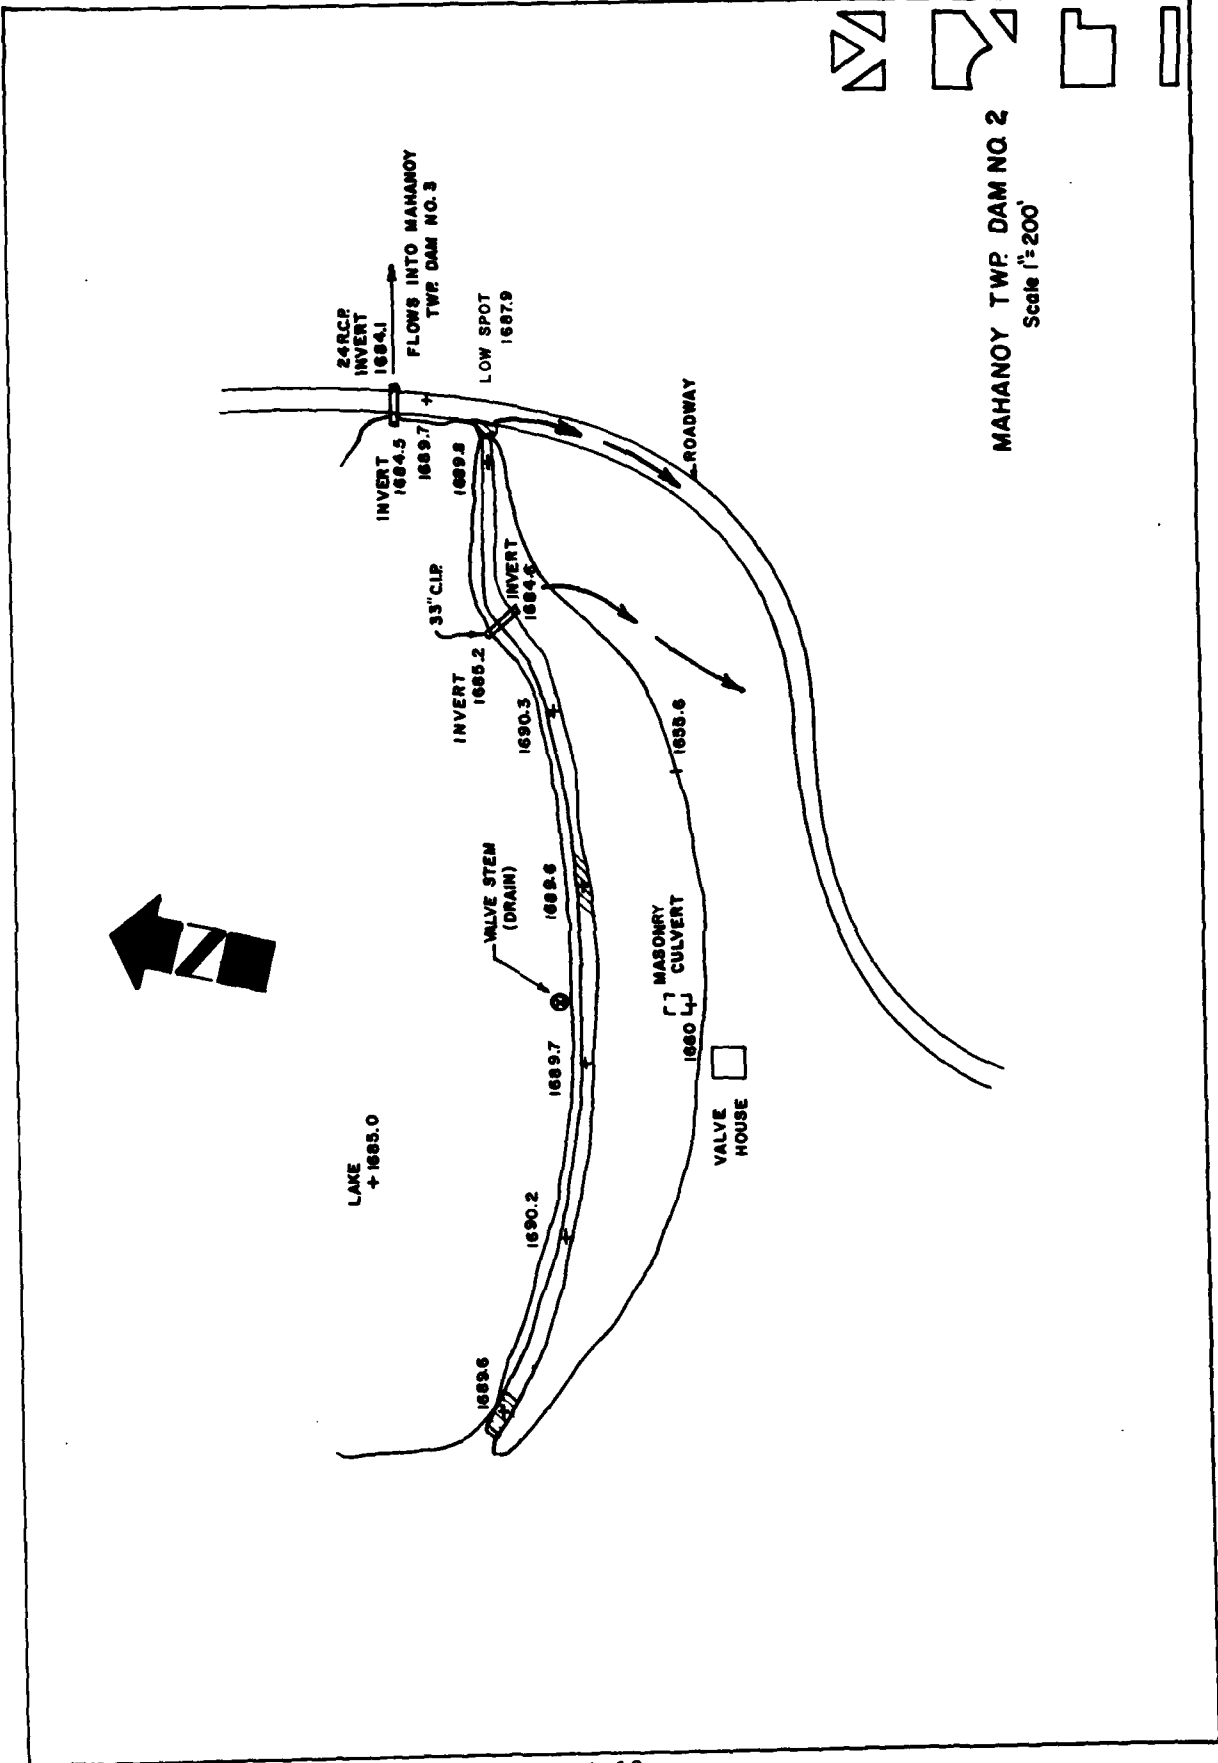 24 R.C.P.
INVERT
1684.1
FLOWS INTO MAHANOY
TWP. DAM NO. 3
INVERT
1684.5
1689.7
1689.8
LOW SPOT
1687.9
ROADWAY
33" C.I.P.
INVERT
1685.2
INVERT
1690.3
1655.6
VALVE STEM
(DRAIN)
1689.6
MASONRY
CULVERT
1660
1689.7
VALVE
HOUSE
LAKE
+ 1685.0
1690.2
1689.6
N
MAHANOY TWP. DAM NO. 2
Scale 1"=200'